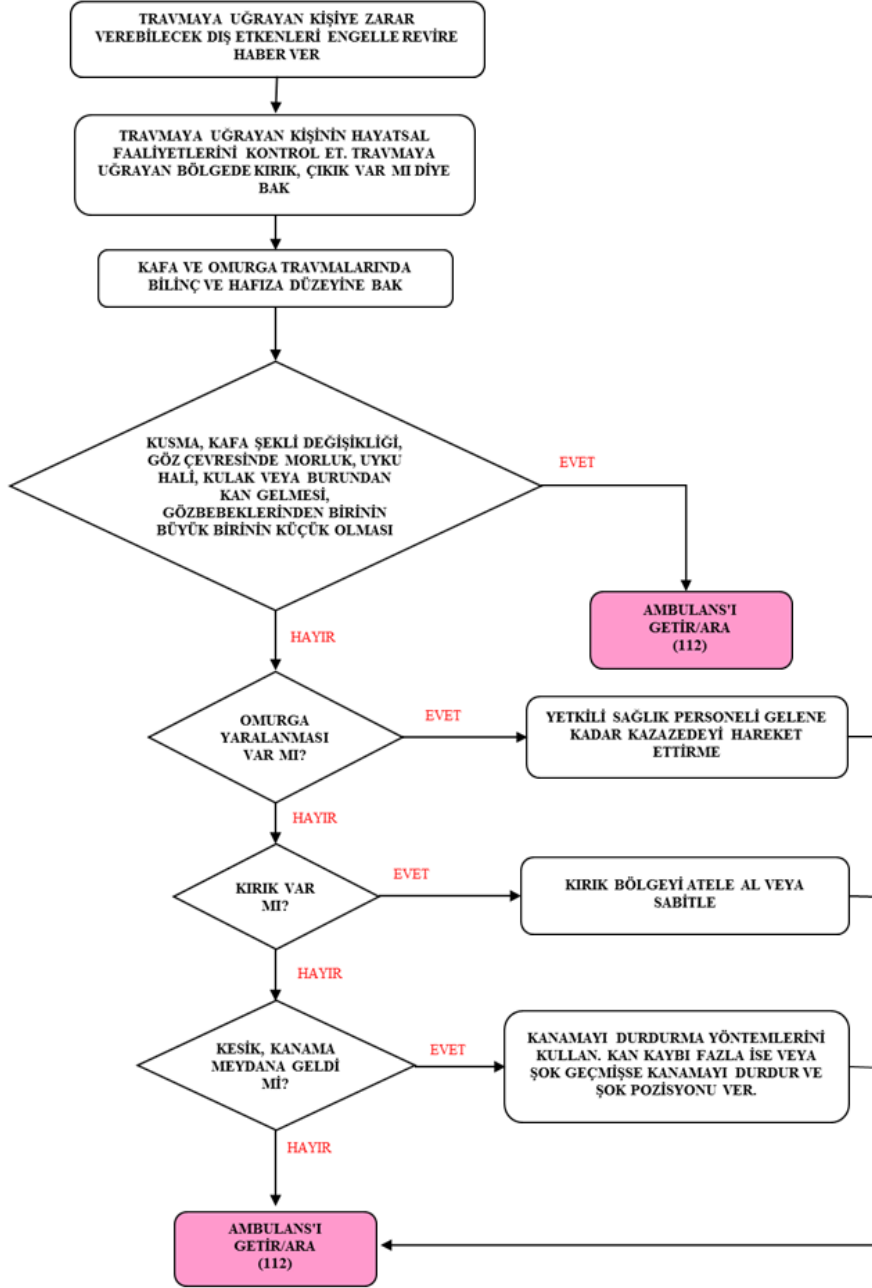 TRAVMAYA UĞRAYAN KİŞİYE ZARAR
VEREBİLECEK DIŞ ETKENLERİ ENGELLE REVİRE
HABER VER
TRAVMAYA UĞRAYAN KİŞİNİN HAYATSAL
FAALİYETLERİNİ KONTROL ET. TRAVMAYA
UĞRAYAN BÖLGEDE KIRIK, ÇIKIK VAR MI DİYE
BAK
KAFA VE OMURGA TRAVMALARINDA
BİLİNÇ VE HAFIZA DÜZEYİNE BAK
KUSMA, KAFA ŞEKLİ DEĞİŞİKLİĞİ,
GÖZ ÇEVRESİNDE MORLUK, UYKU
HALİ, KULAK VEYA BURUNDAN
KAN GELMESİ,
GÖZBEBEKLERİNDEN BİRİNİN
BÜYÜK BİRİNİN KÜÇÜK OLMASI
EVET
AMBULANS'I
GETİR/ARA
(112)
HAYIR
OMURGA
YARALANMASI
VAR MI?
EVET
YETKİLİ SAĞLIK PERSONELİ GELENE
KADAR KAZAZEDEYİ HAREKET
ETTİRME
HAYIR
KIRIK VAR
MI?
EVET
KIRIK BÖLGEYİ ATELE AL VEYA
SABİTLE
HAYIR
KESİK, KANAMA
MEYDANA GELDİ
Mİ?
EVET
KANAMAYI DURDURMA YÖNTEMLERİNİ
KULLAN. KAN KAYBI FAZLA İSE VEYA
ŞOK GEÇMİŞSE KANAMAYI DURDUR VE
ŞOK POZİSYONU VER.
HAYIR
AMBULANS'I
GETİR/ARA
(112)